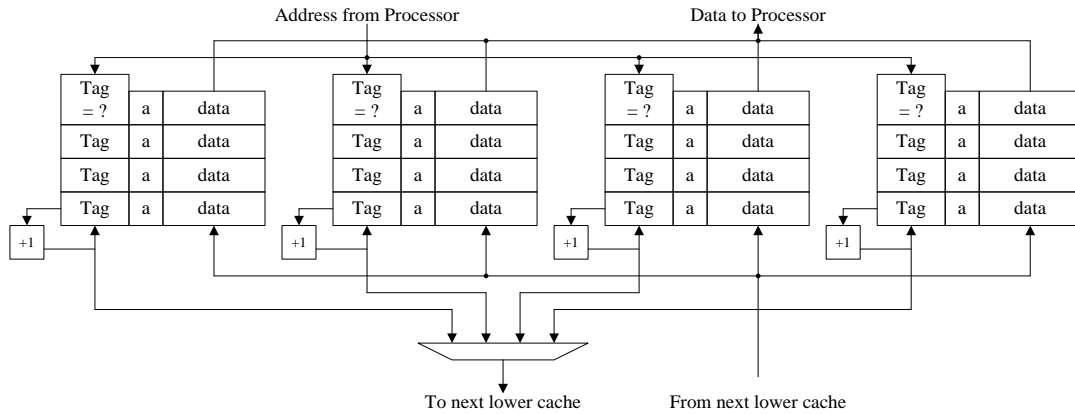 Address from Processor Data to Processor
Tag Tag Tag Tag
= ? a data = ? a data = ? a data = ? a data
Tag a data Tag a data Tag a data Tag a data
Tag a data Tag a data Tag a data Tag a data
Tag a data Tag a data Tag a data Tag a data
+1 +1 +1 +1
To next lower cache From next lower cache